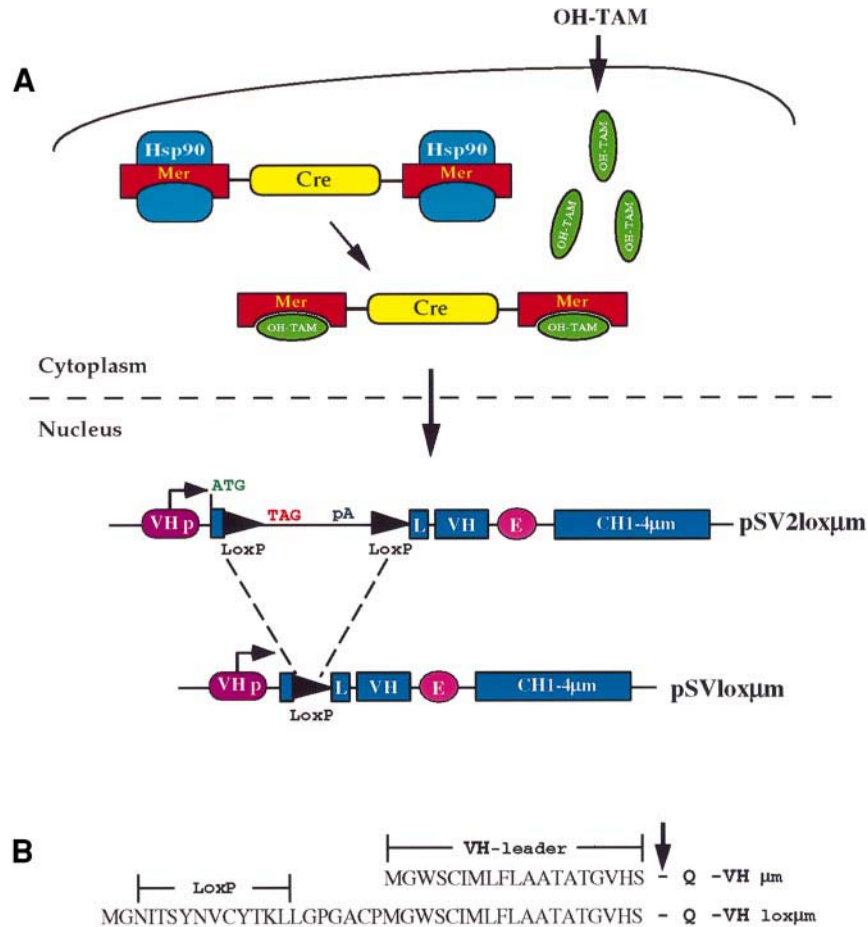 OH-TAM
A
Hsp90 Hsp90
Mer Cre Mer
OH-TAM
OH-TAM OH-TAM
Mer Cre Mer
OH-TAM OH-TAM
Cytoplasm
Nucleus
ATG
VH p TAG pA L VH E CH1-4µm pSV2loxµm
LoxP LoxP
VH p L VH E CH1-4µm pSVloxµm
LoxP
B
VH-leader
LoxP MGWSCIMLFLAATATGVHS - Q -VH µm
MGNITSYNVCYTKLLGPGACPMGWSCIMLFLAATATGVHS - Q -VH loxµm